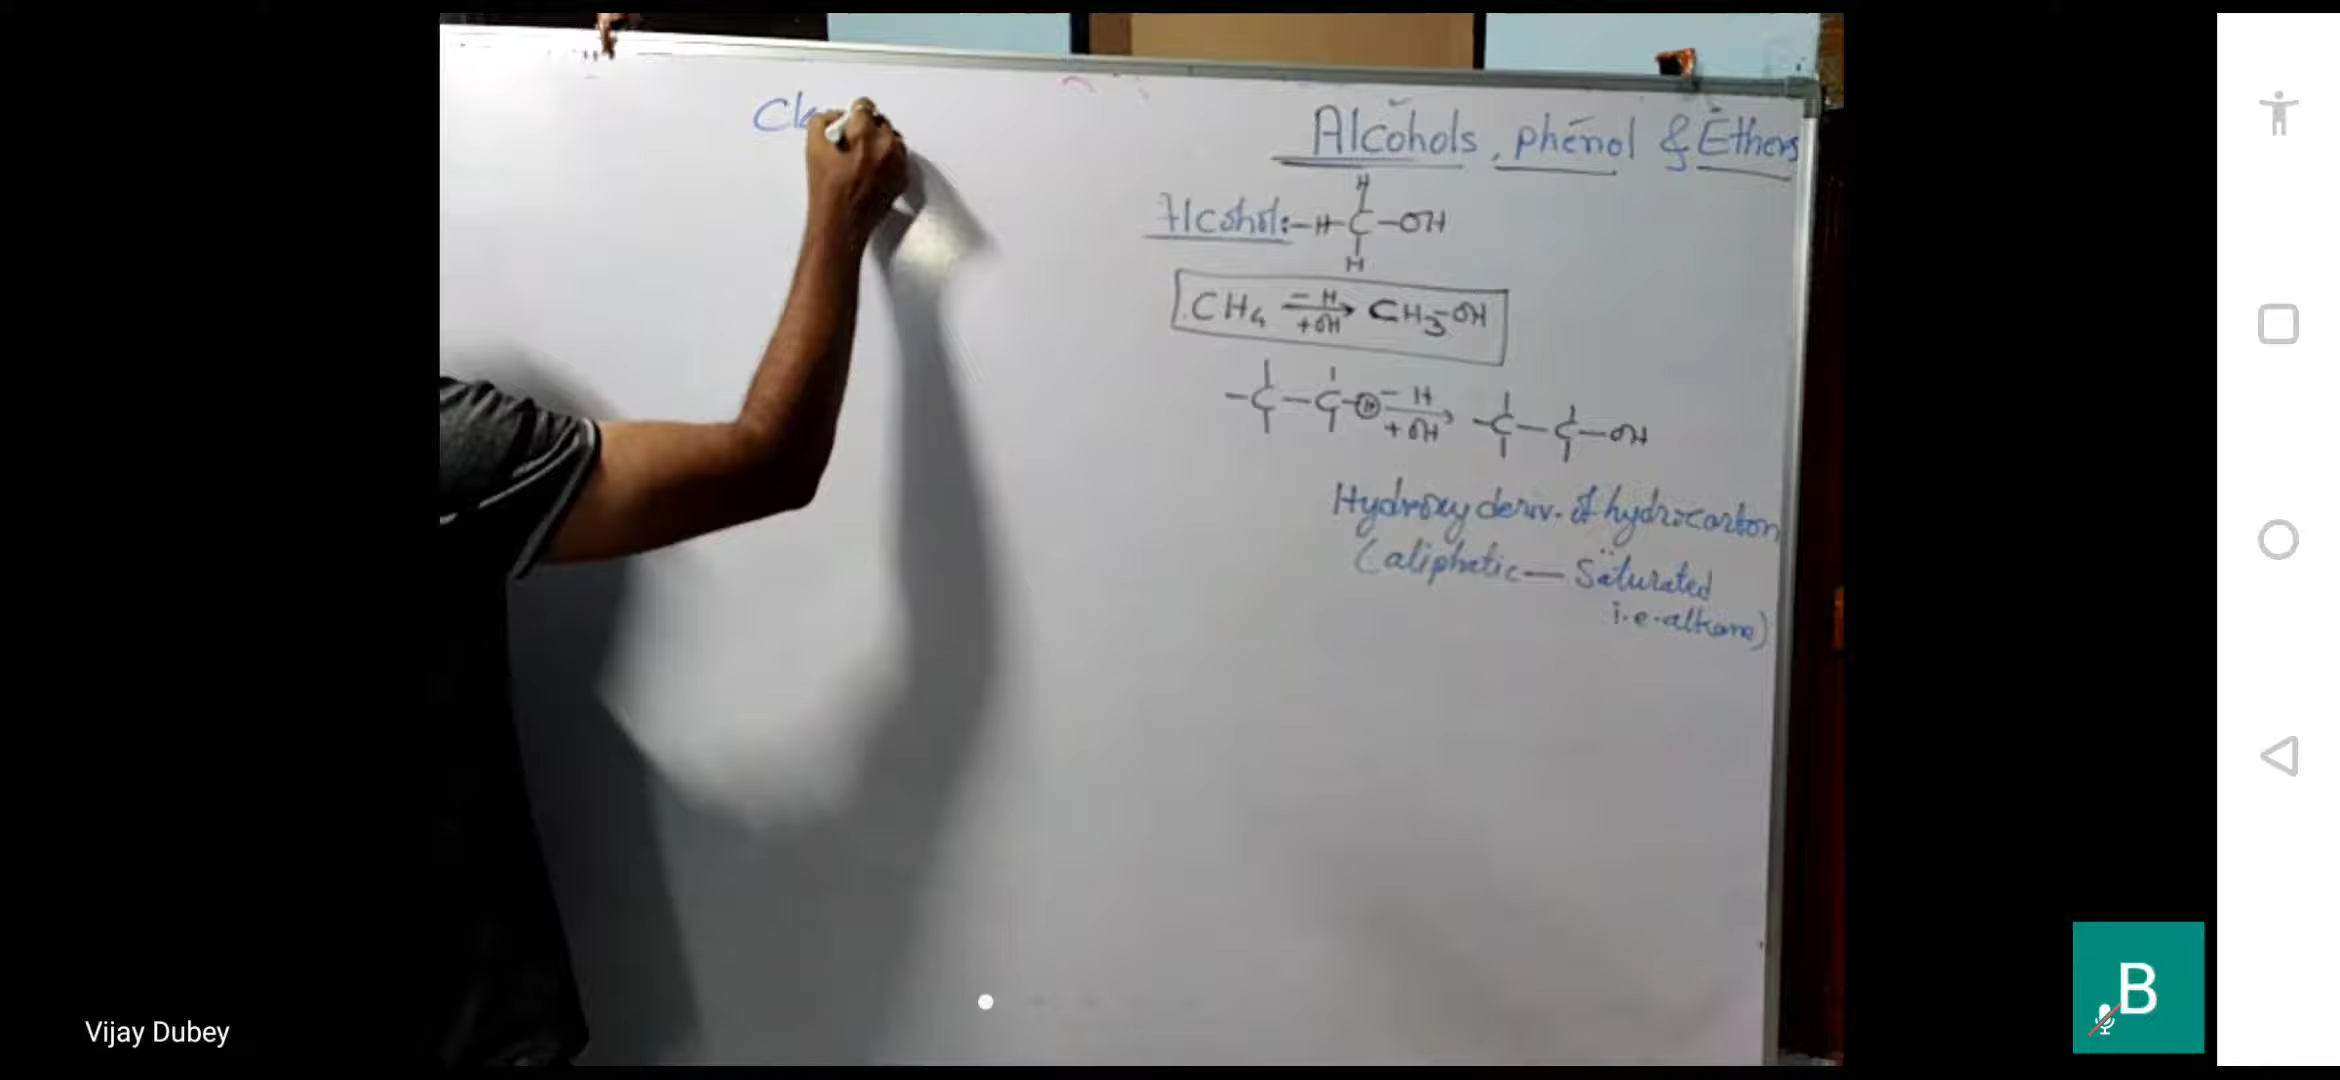 Cla
Alcohols, phenol & Ethers
Alcohol:- H-C-OH
H
H
CH4 -H +OH → CH3-OH
-C-C-H -H +OH → -C-C-OH
Hydroxy deriv. of hydrocarbon
(aliphatic — Saturated
i.e. alkane)
Vijay Dubey
B